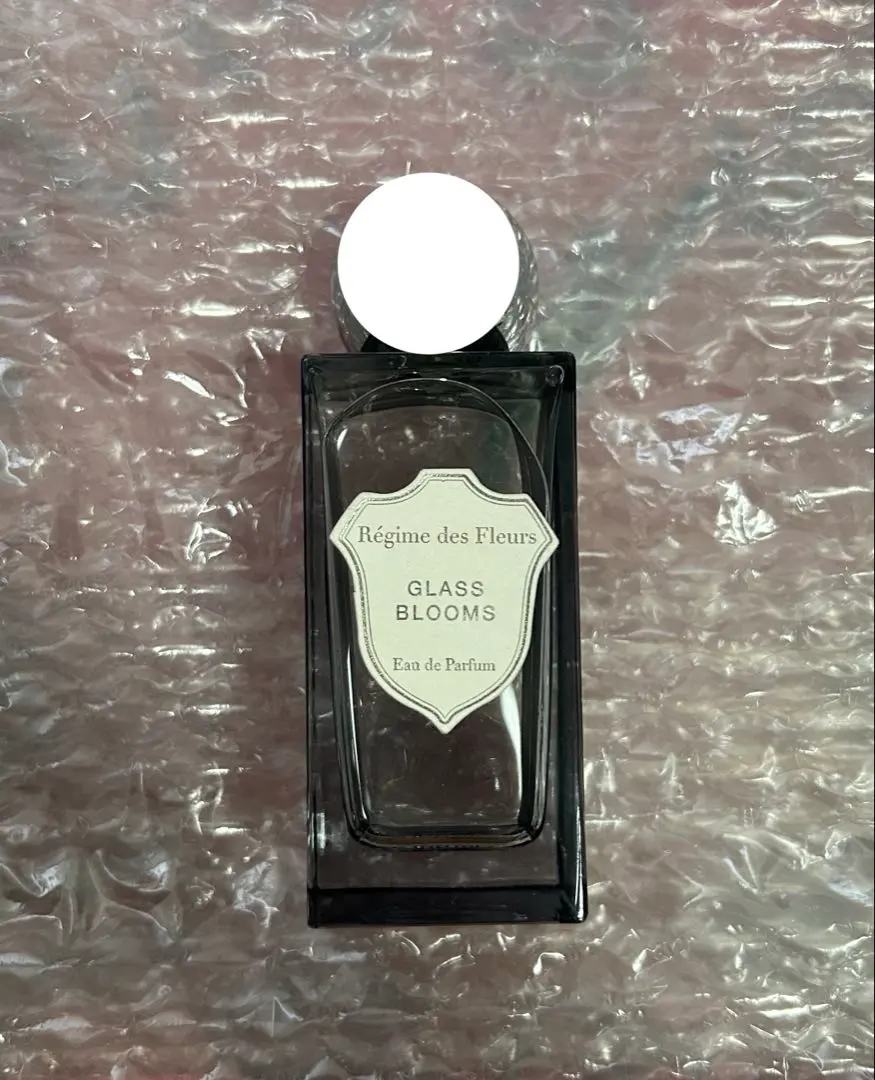 Régime des Fleurs
GLASS
BLOOMS
Eau de Parfum